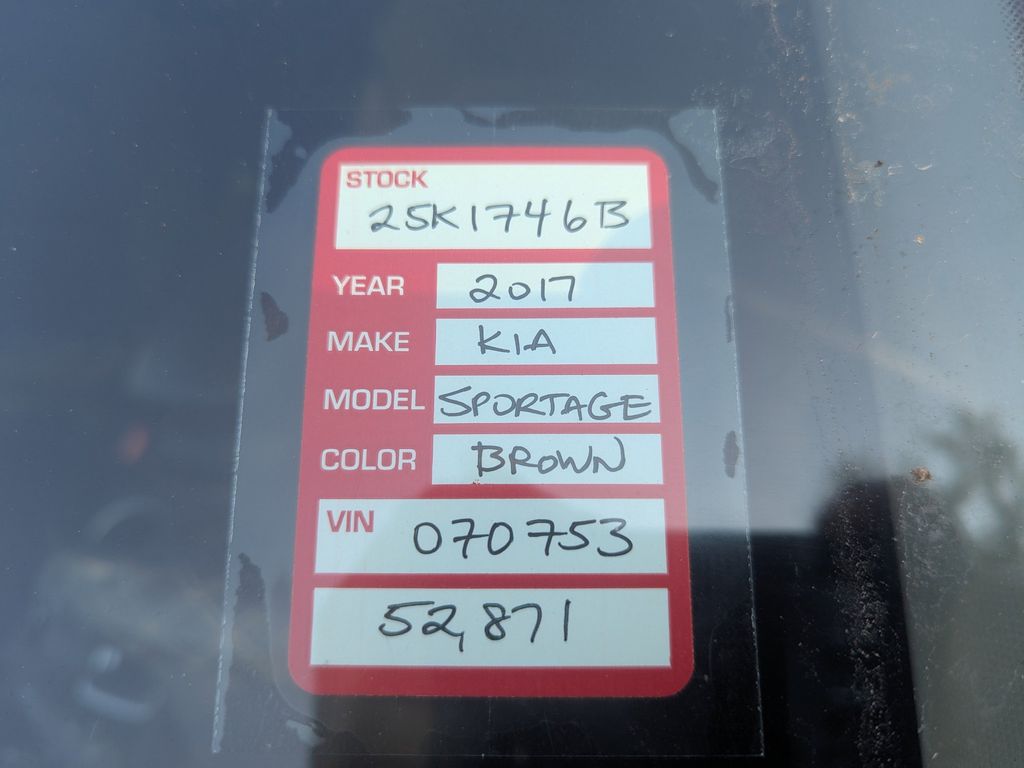 STOCK
25K1746B
YEAR 2017
MAKE KIA
MODEL SPORTAGE
COLOR BROWN
VIN 070753
52,871